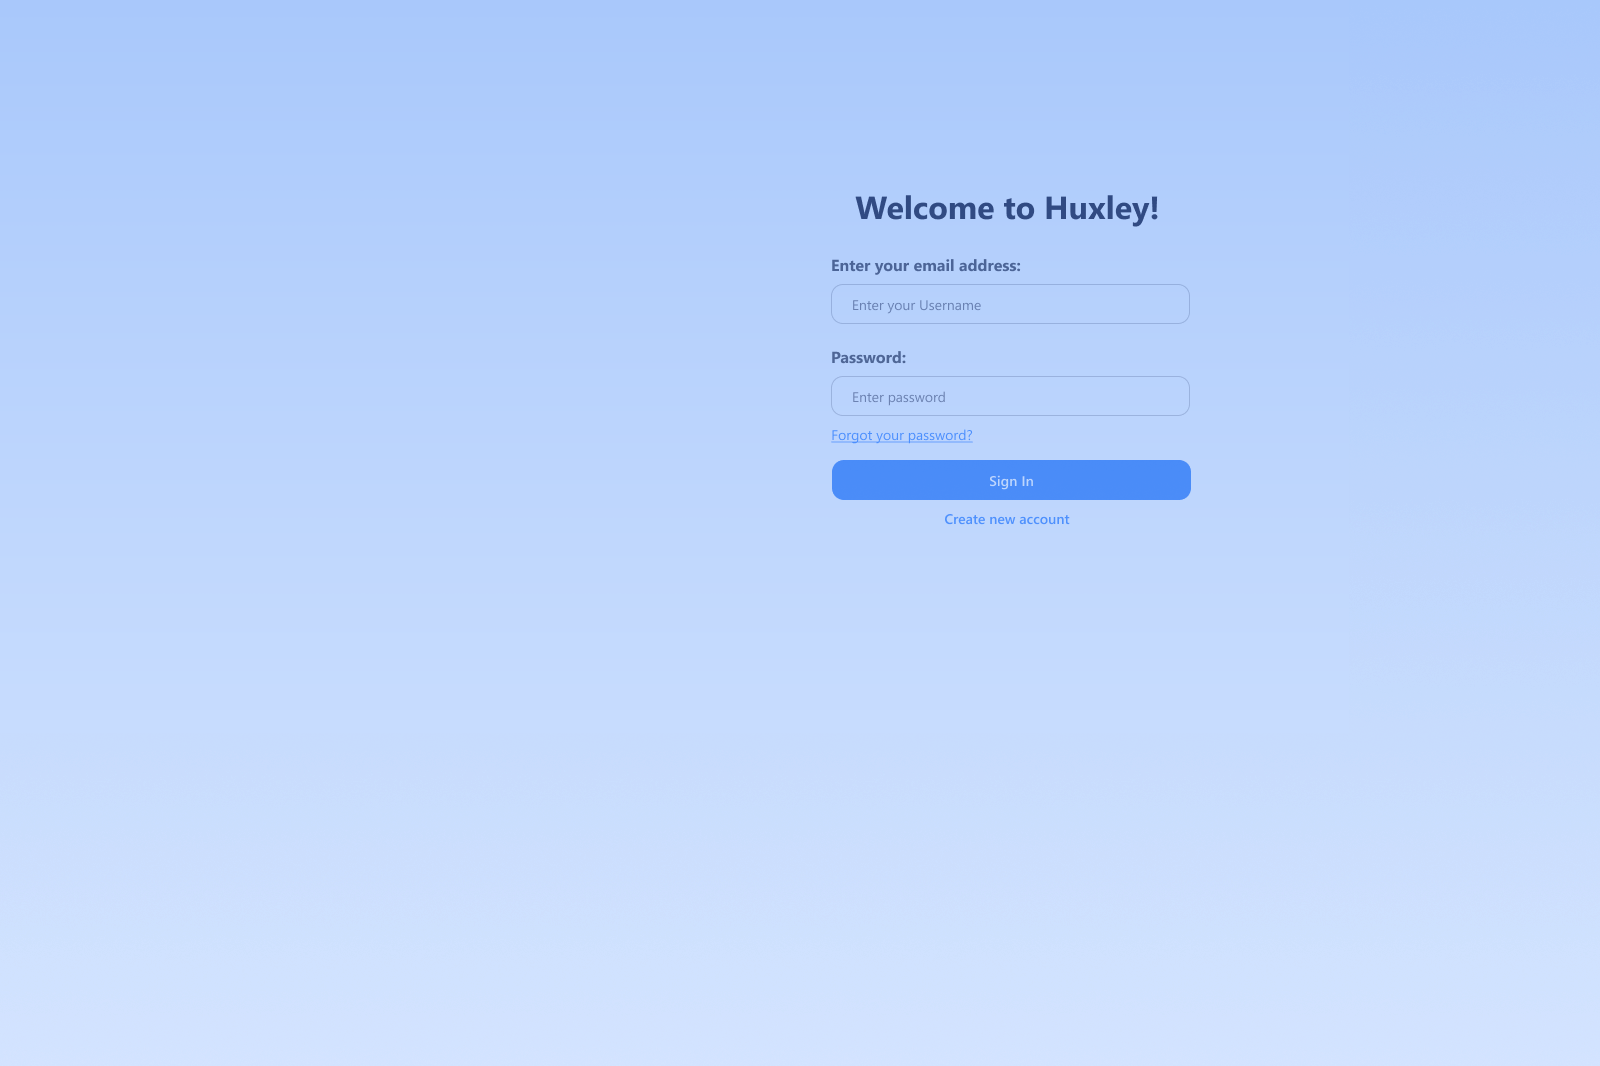 Welcome to Huxley!
Enter your email address:
Enter your Username
Password:
Enter password
Forgot your password?
Sign In
Create new account